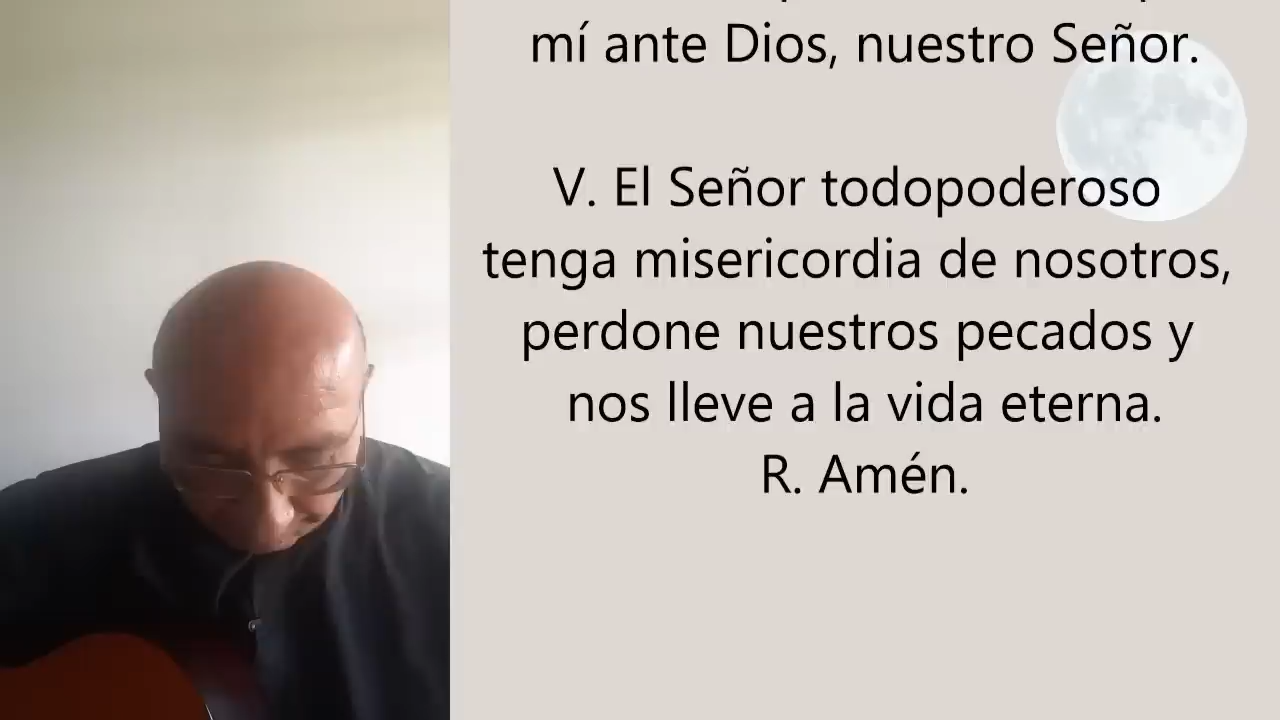 mí ante Dios, nuestro Señor.
V. El Señor todopoderoso
tenga misericordia de nosotros,
perdone nuestros pecados y
nos lleve a la vida eterna.
R. Amén.